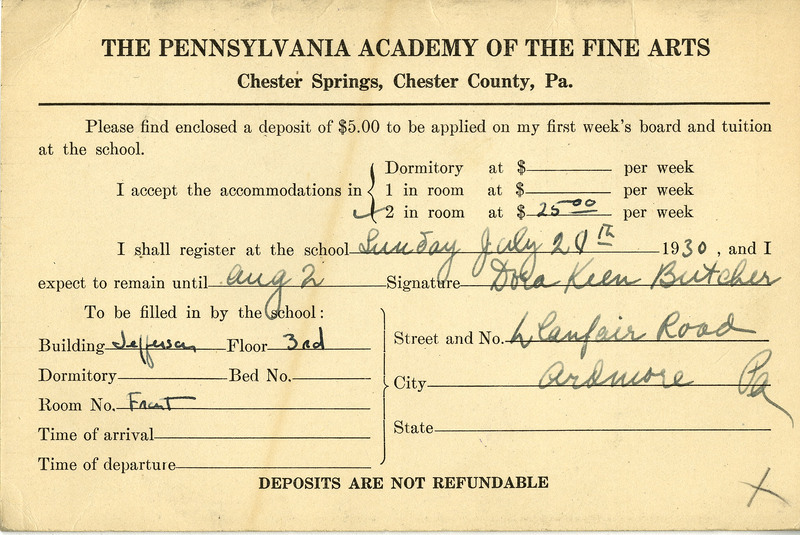 THE PENNSYLVANIA ACADEMY OF THE FINE ARTS
Chester Springs, Chester County, Pa.
Please find enclosed a deposit of $5.00 to be applied on my first week's board and tuition
at the school.
I accept the accommodations in
Dormitory at $ per week
1 in room at $ per week
✓ 2 in room at $ 25.00 per week
I shall register at the school Sunday July 20th 1930, and I
expect to remain until Aug 2 Signature Dora Keen Butcher
To be filled in by the school:
Building Jefferson Floor 3rd
Dormitory Bed No.
Room No. Front
Time of arrival
Time of departure
Street and No. Llanfair Road
City Ardmore Pa
State
DEPOSITS ARE NOT REFUNDABLE
X